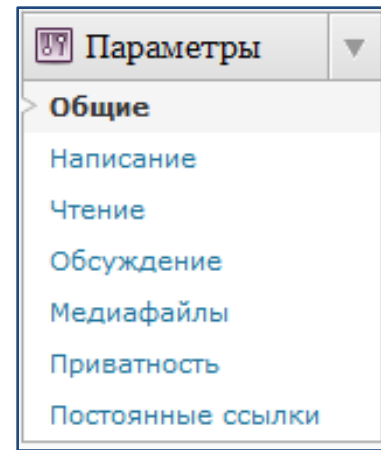 Параметры
Общие
Написание
Чтение
Обсуждение
Медиафайлы
Приватность
Постоянные ссылки